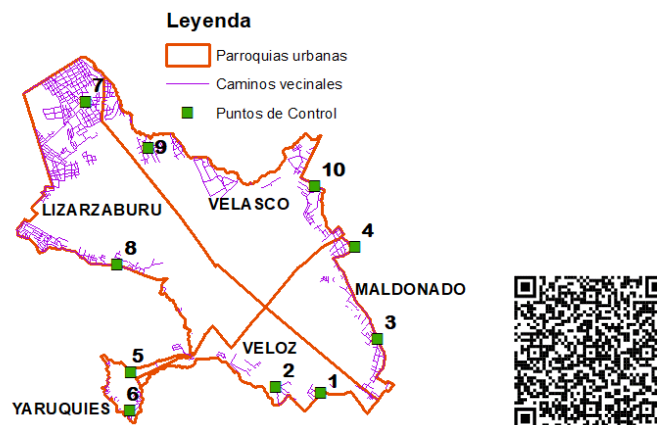 Leyenda
Parroquias urbanas
Caminos vecinales
Puntos de Control
7
9
10
VELASCO
LIZARZABURU
4
8
MALDONADO
3
VELOZ
5
2
1
6
YARUQUIES